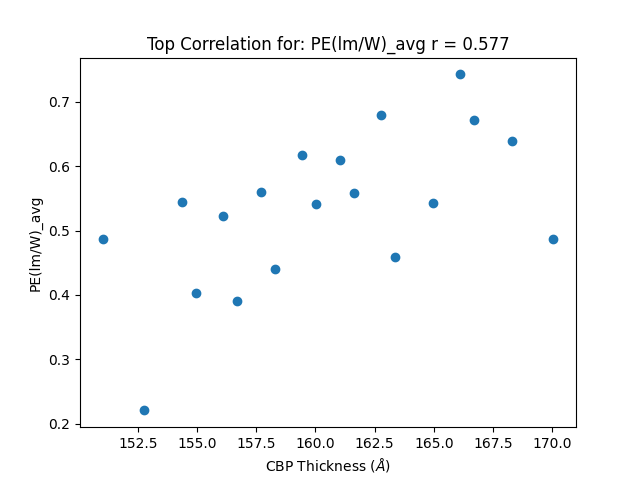 Top Correlation for: PE(lm/W)_avg r = 0.577
PE(lm/W)_avg
0.7
0.6
0.5
0.4
0.3
0.2
152.5 155.0 157.5 160.0 162.5 165.0 167.5 170.0
CBP Thickness (Å)